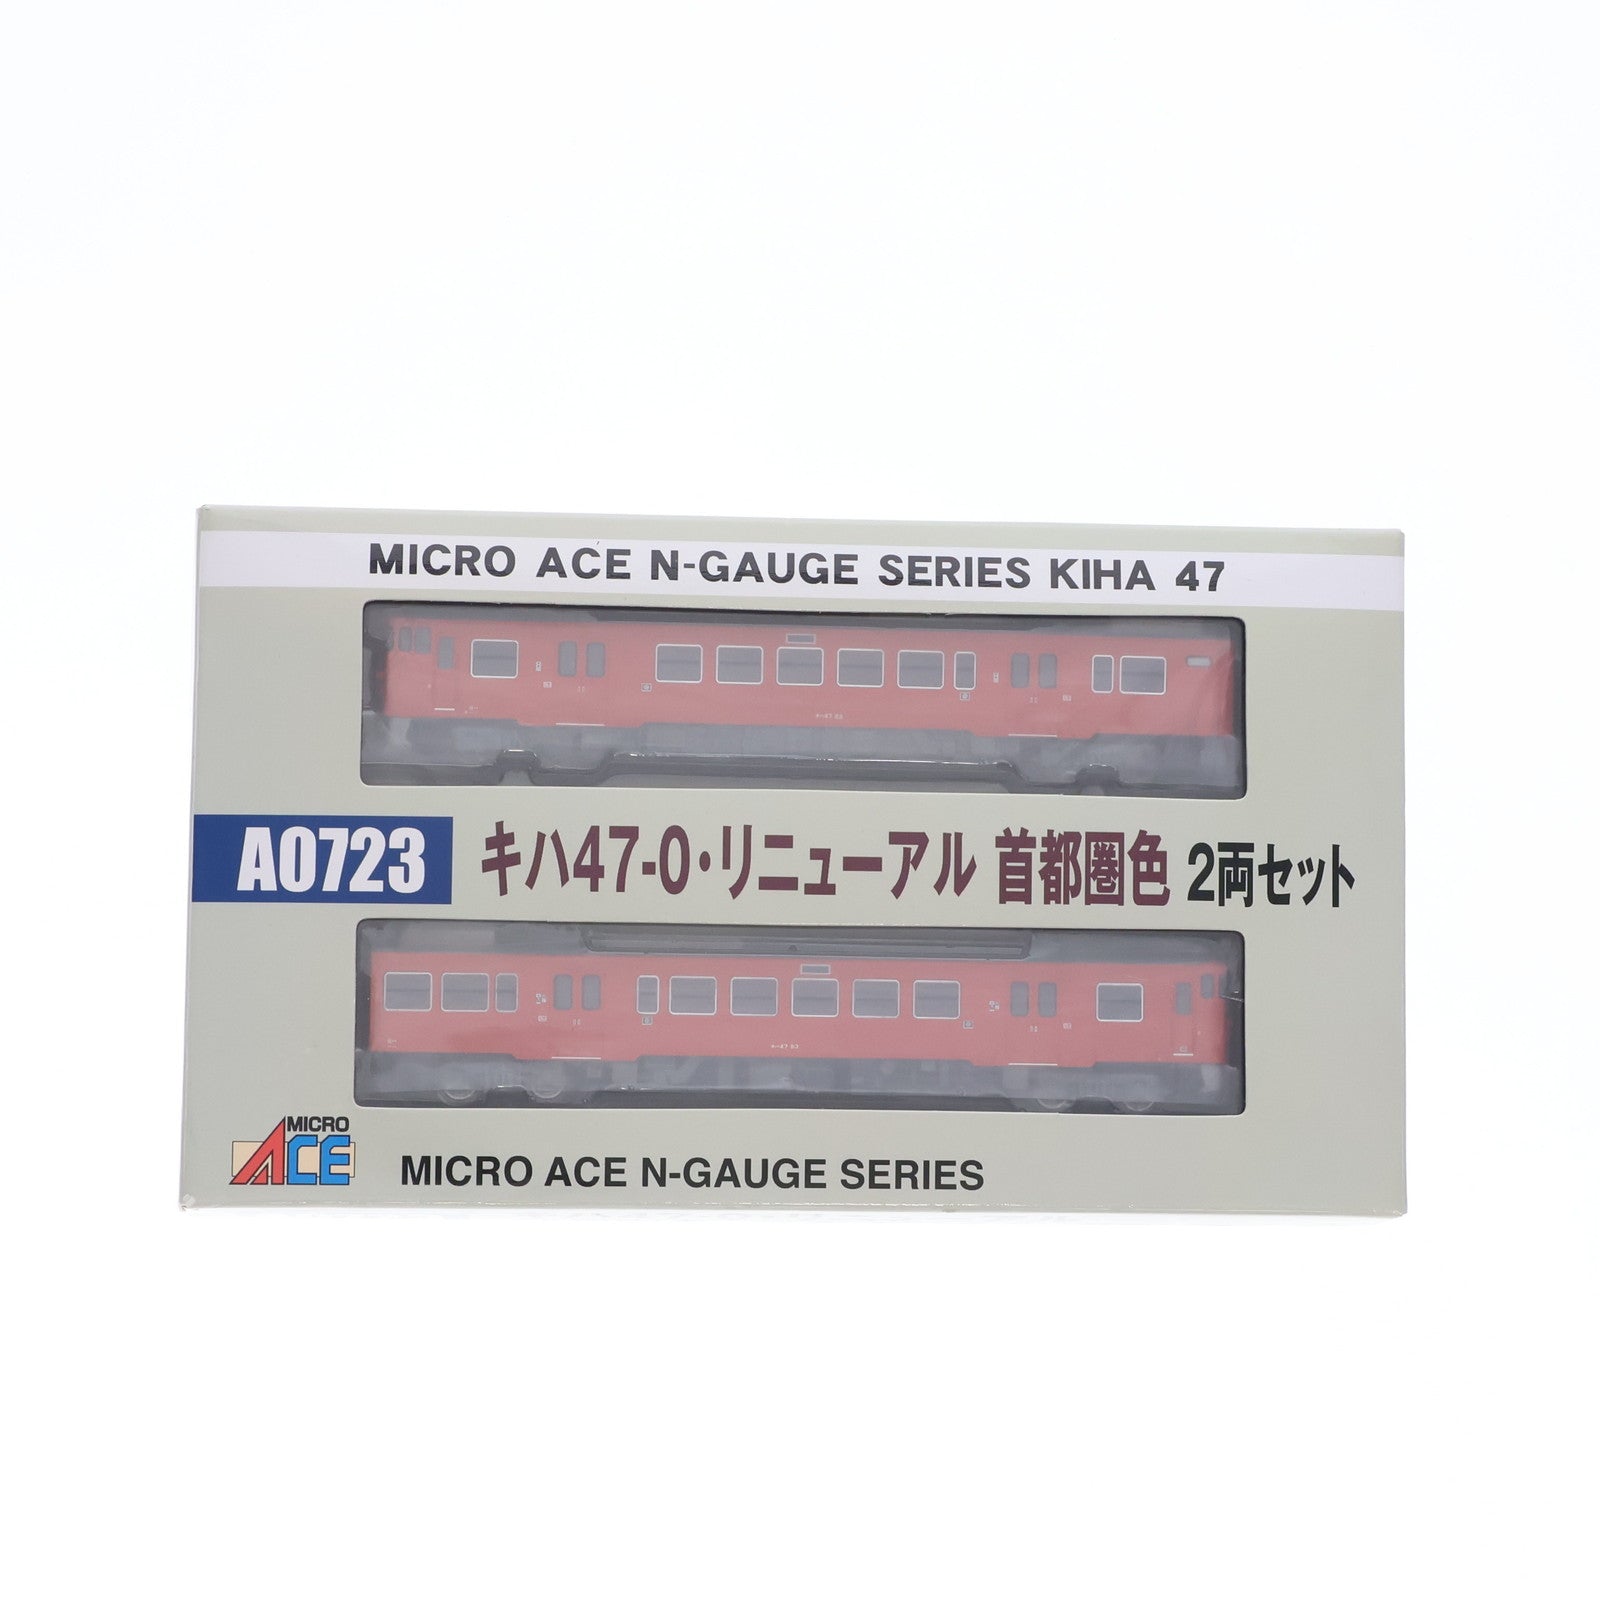 MICRO ACE N-GAUGE SERIES KIHA 47
A0723 キハ47-0・リニューアル 首都圏色 2両セット
MICRO
ACE
MICRO ACE N-GAUGE SERIES